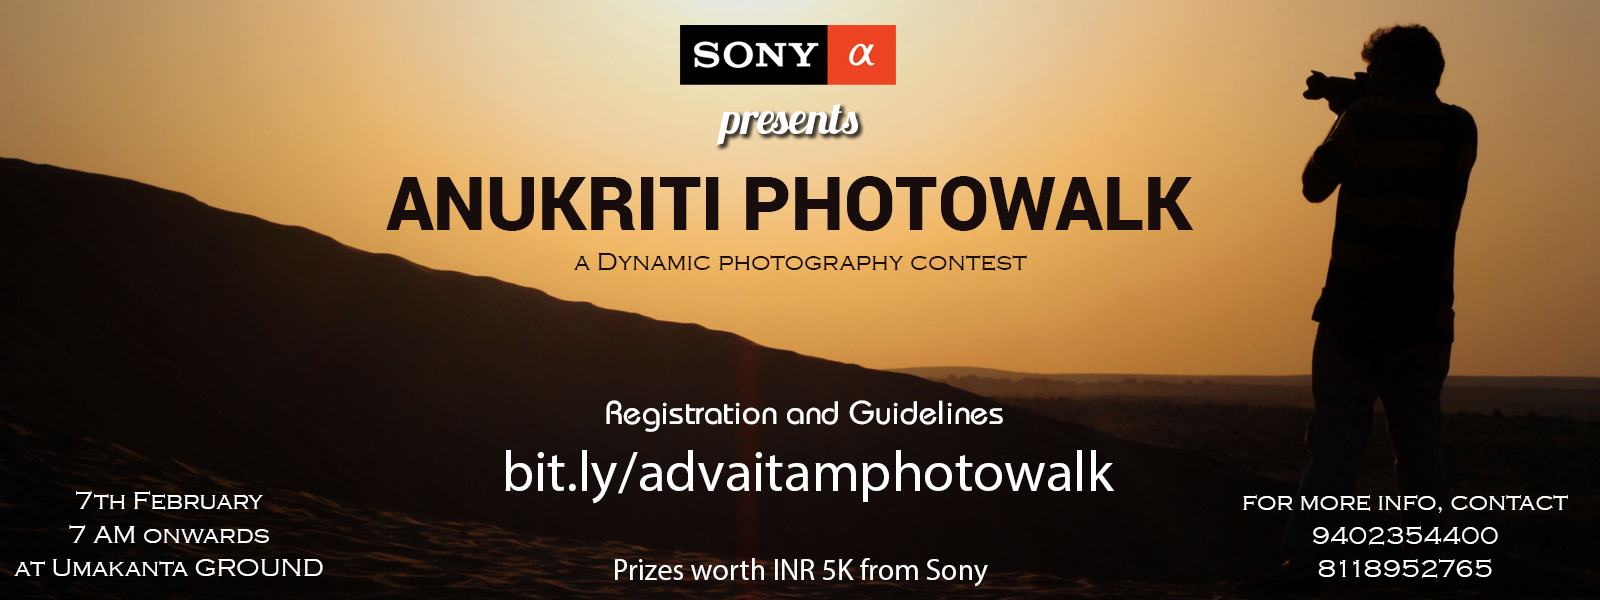 SONY α
presents
ANUKRITI PHOTOWALK
A DYNAMIC PHOTOGRAPHY CONTEST
Registration and Guidelines
bit.ly/advaitamphotowalk
7TH FEBRUARY
7 AM ONWARDS
AT UMAKANTA GROUND
Prizes worth INR 5K from Sony
FOR MORE INFO, CONTACT
9402354400
8118952765